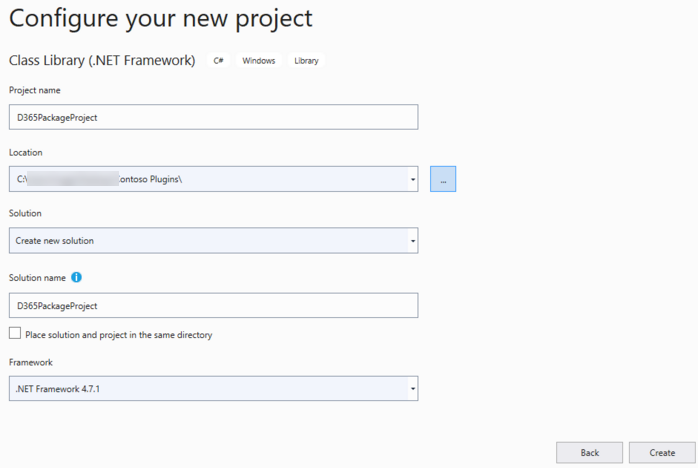 Configure your new project
Class Library (.NET Framework) C# Windows Library
Project name
D365PackageProject
Location
C:\ ontoso Plugins\
...
Solution
Create new solution
Solution name
D365PackageProject
Place solution and project in the same directory
Framework
.NET Framework 4.7.1
Back Create